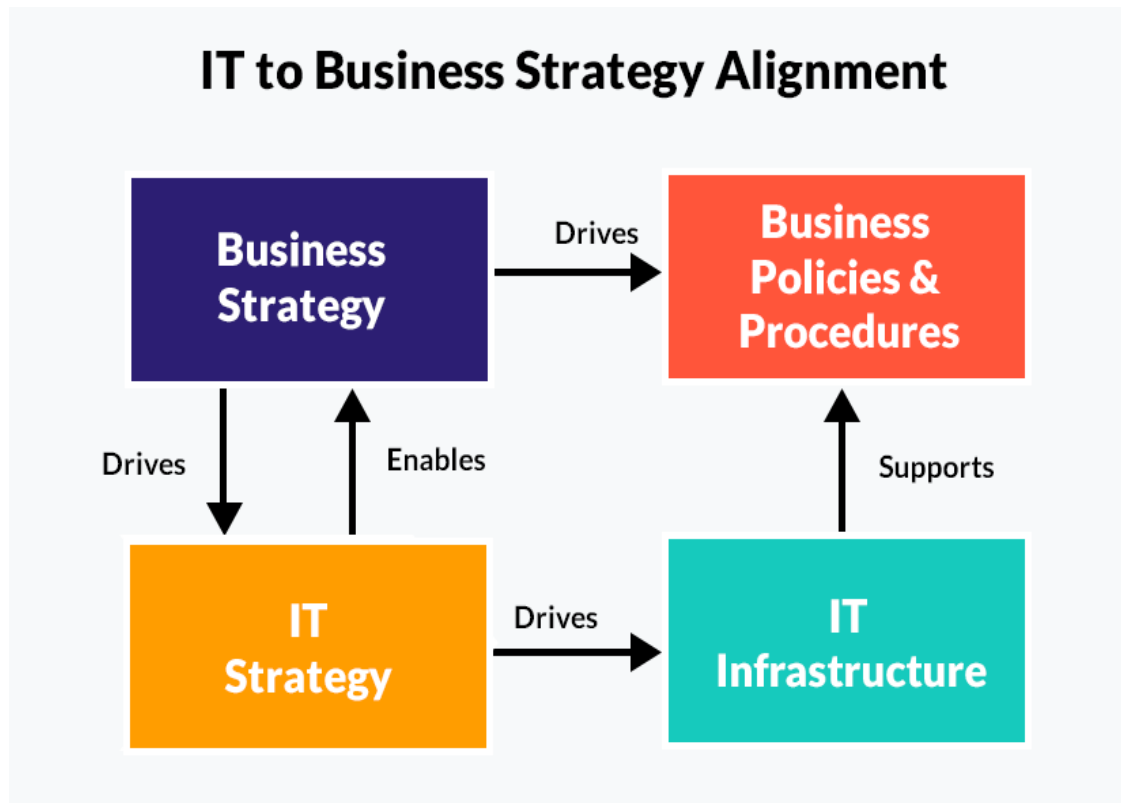 IT to Business Strategy Alignment
Business
Strategy
Drives
Business
Policies &
Procedures
Drives
Enables
Supports
IT
Strategy
Drives
IT
Infrastructure